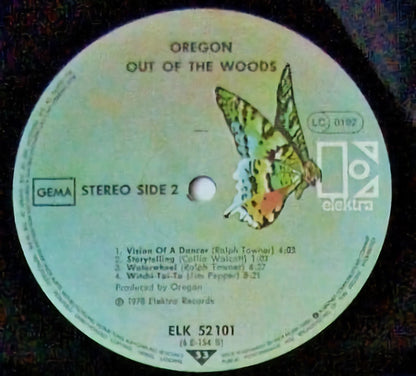 OREGON
OUT OF THE WOODS
LC 0192
GEMA STEREO SIDE 2
elektra
1. Vision Of A Dancer (Ralph Towner) 4:03
2. Storytelling (Collin Walcott) 1:03
3. Waterwheel (Ralph Towner) 6:27
4. Witchi-Tai-To (Jim Pepper) 8:21
Produced by Oregon
℗ 1978 Elektra Records
ELK 52101
(6 E-154 B)
33